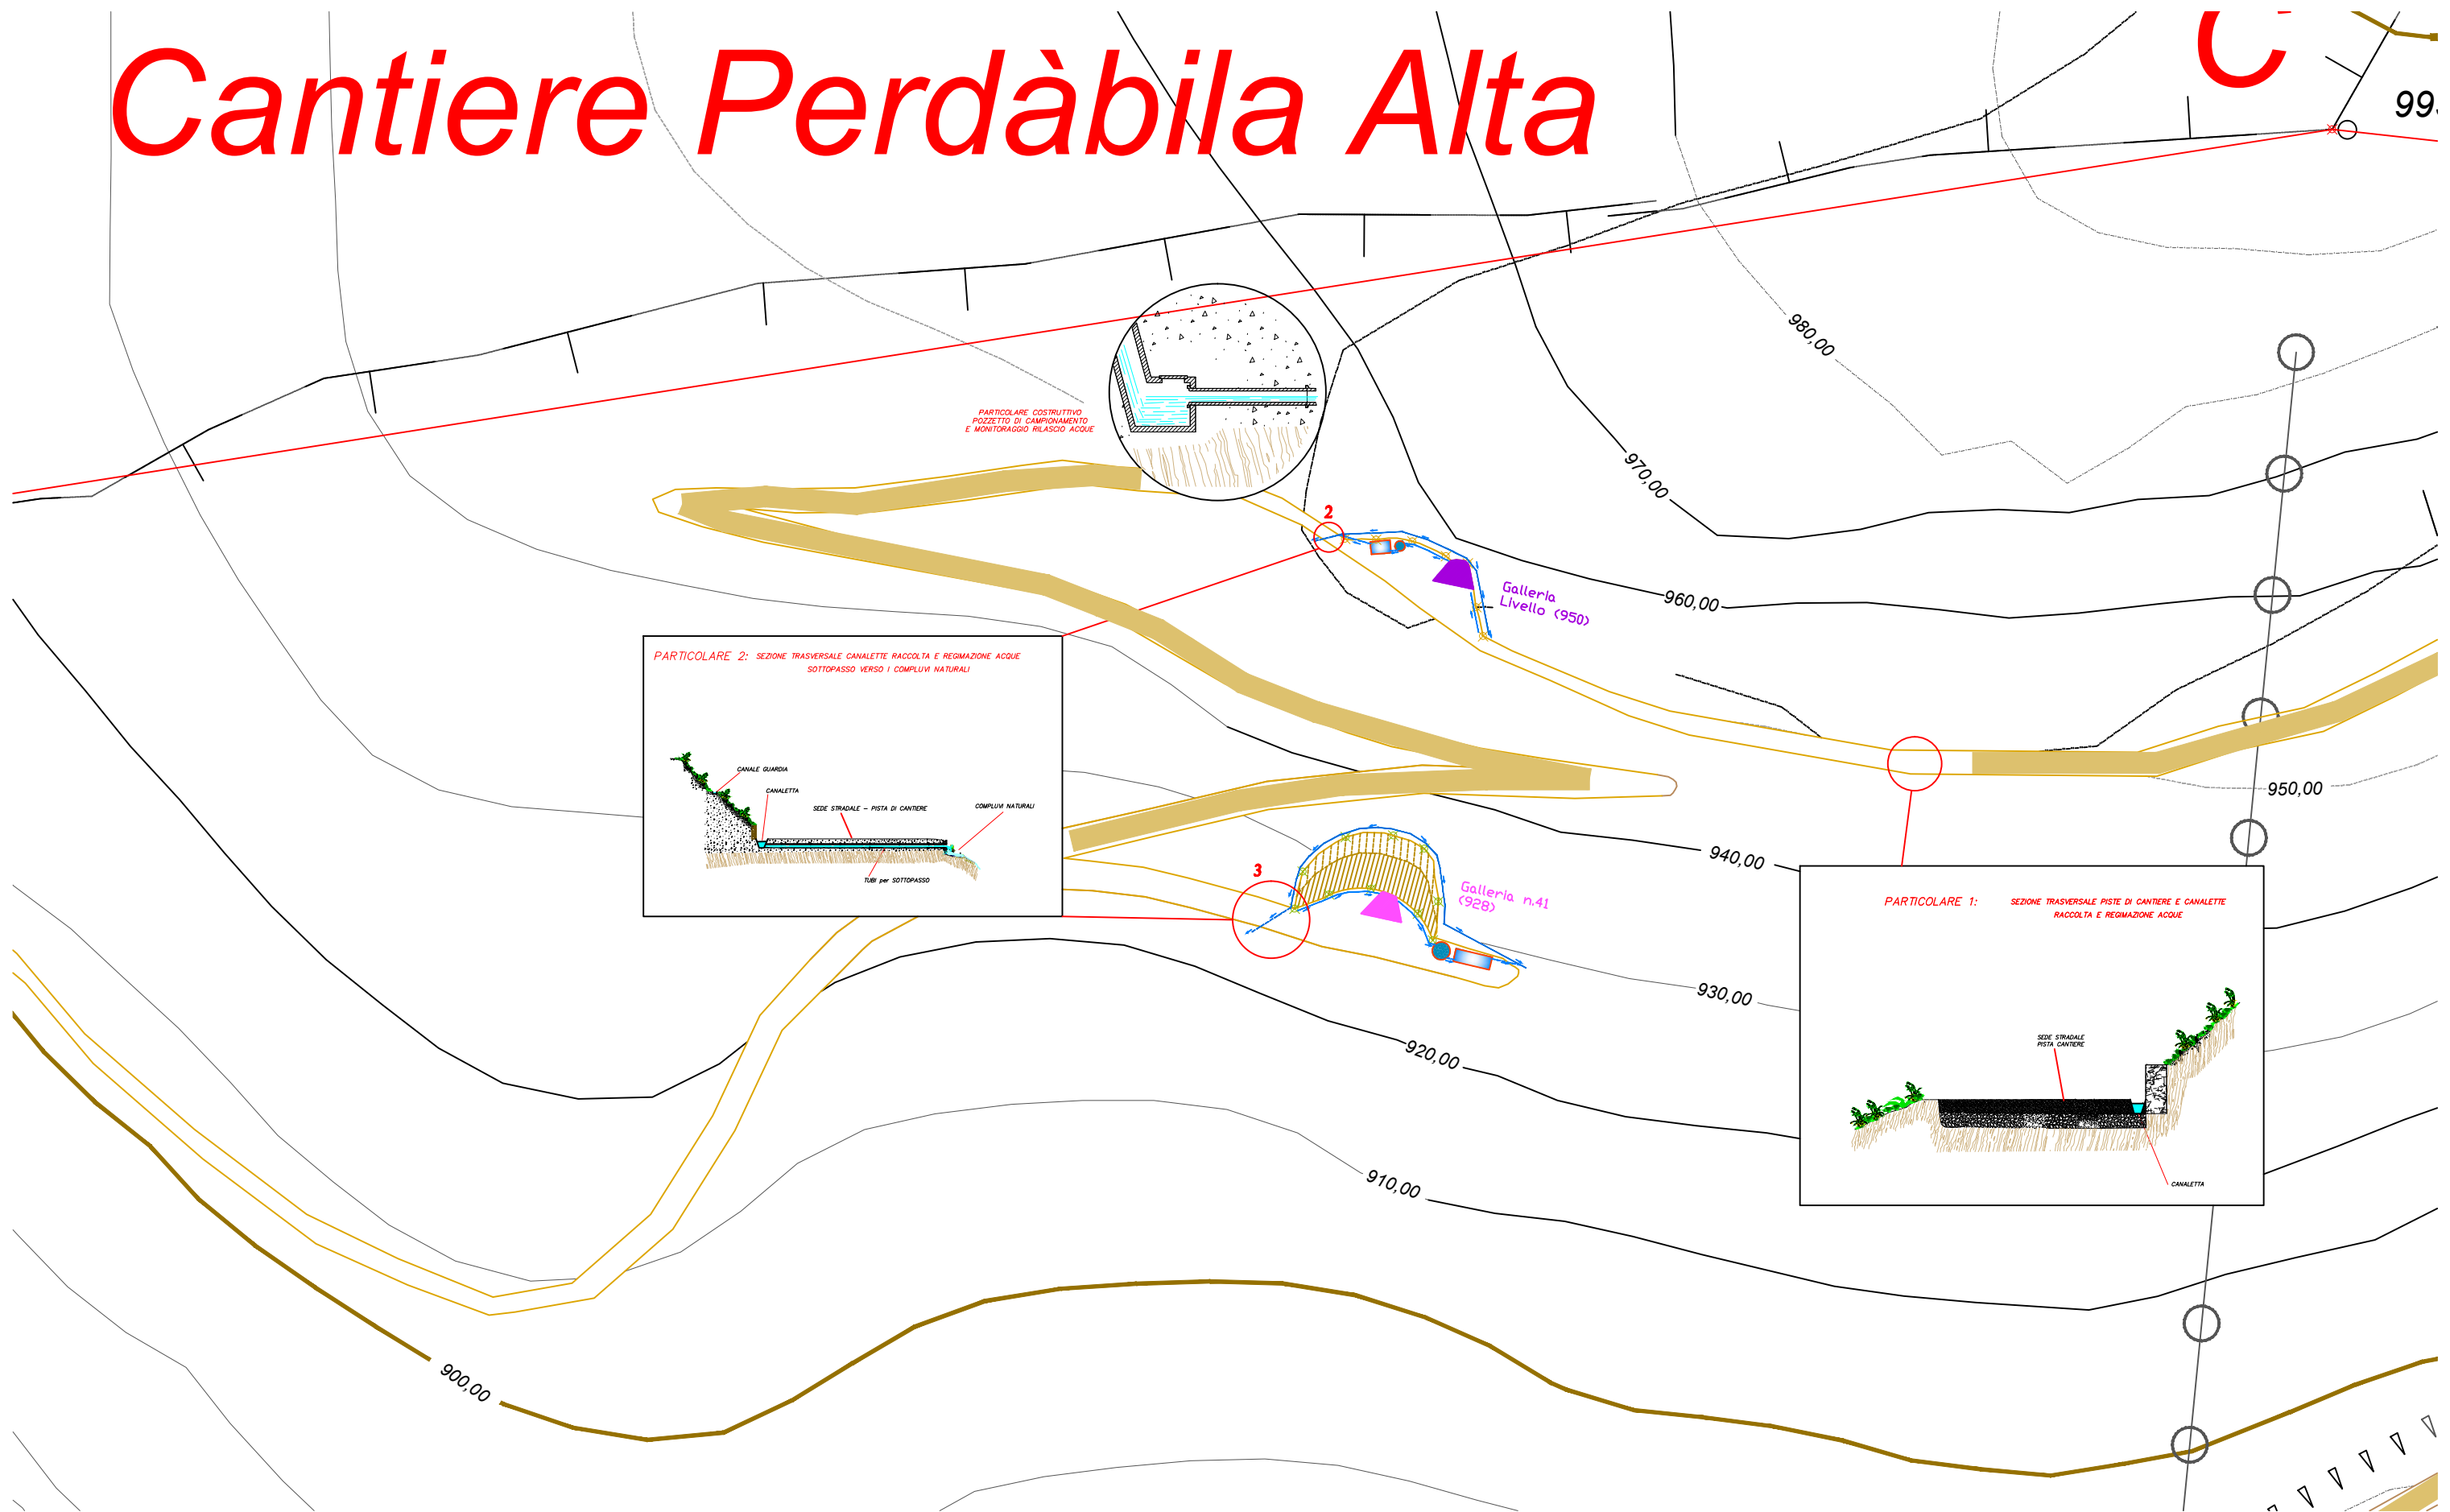 Cantiere Perdàbila Alta
C
99
980,00
PARTICOLARE COSTRUTTIVO
POZZETTO DI CAMPIONAMENTO
E MONITORAGGIO RILASCIO ACQUE
970,00
2
Galleria
Livello (950)
960,00
PARTICOLARE 2: SEZIONE TRASVERSALE CANALETTE RACCOLTA E REGIMAZIONE ACQUE
SOTTOPASSO VERSO I COMPLUVI NATURALI
CANALE GUARDIA
CANALETTA
SEDE STRADALE - PISTA DI CANTIERE
COMPLUVI NATURALI
TUBI per SOTTOPASSO
950,00
940,00
3
Galleria n.41
(928)
PARTICOLARE 1: SEZIONE TRASVERSALE PISTE DI CANTIERE E CANALETTE
RACCOLTA E REGIMAZIONE ACQUE
930,00
SEDE STRADALE
PISTA CANTIERE
920,00
910,00
CANALETTA
900,00